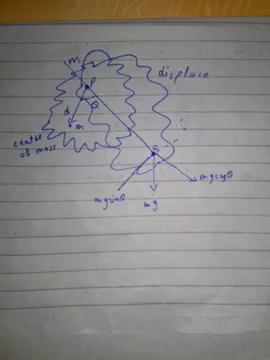 m
displace
P
θ
d
m
centre
of mass
G
mg sinθ
mg
mg cosθ